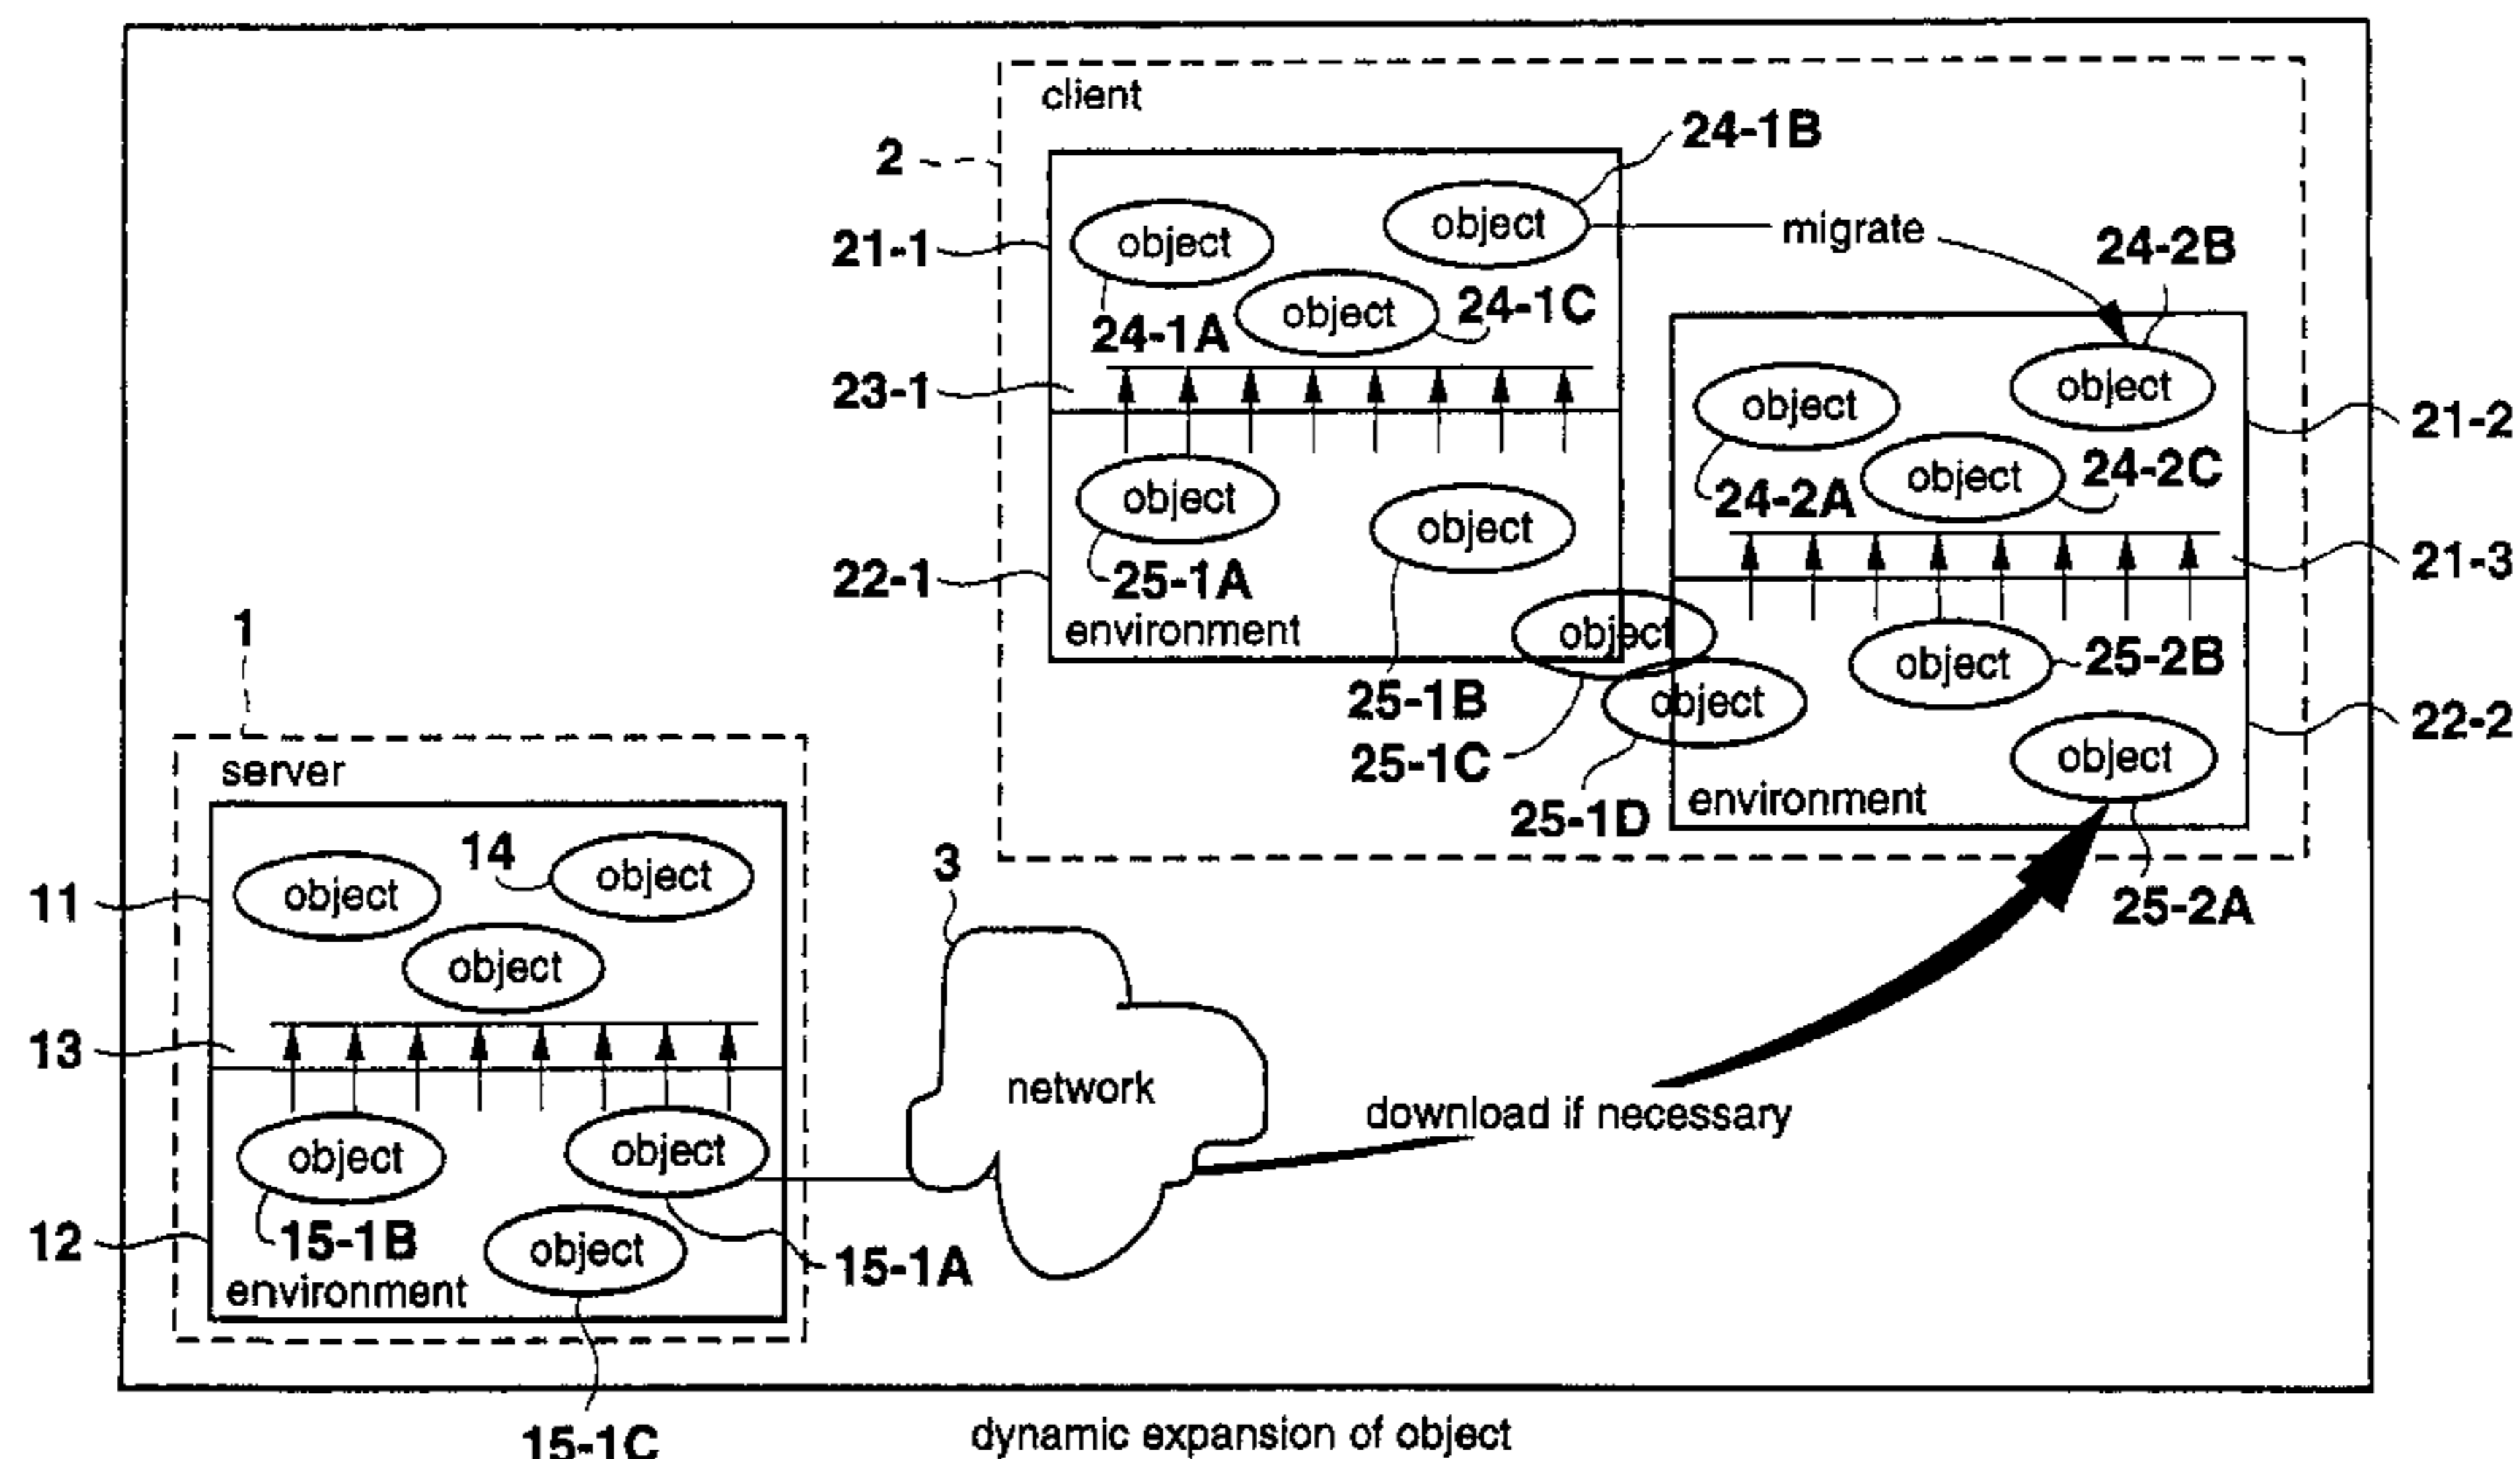 client
24-1B
2
object
object
migrate
24-2B
21-1
object
24-1C
24-1A
object
object
21-2
23-1
24-2C
object
24-2A
object
object
21-3
25-1A
22-1
environment
object
object
25-2B
1
25-1B
object
22-2
25-1C
object
server
environment
25-1D
14
object
3
object
11
25-2A
object
13
network
download if necessary
object
object
15-1B
12
object
15-1A
environment
15-1C
dynamic expansion of object